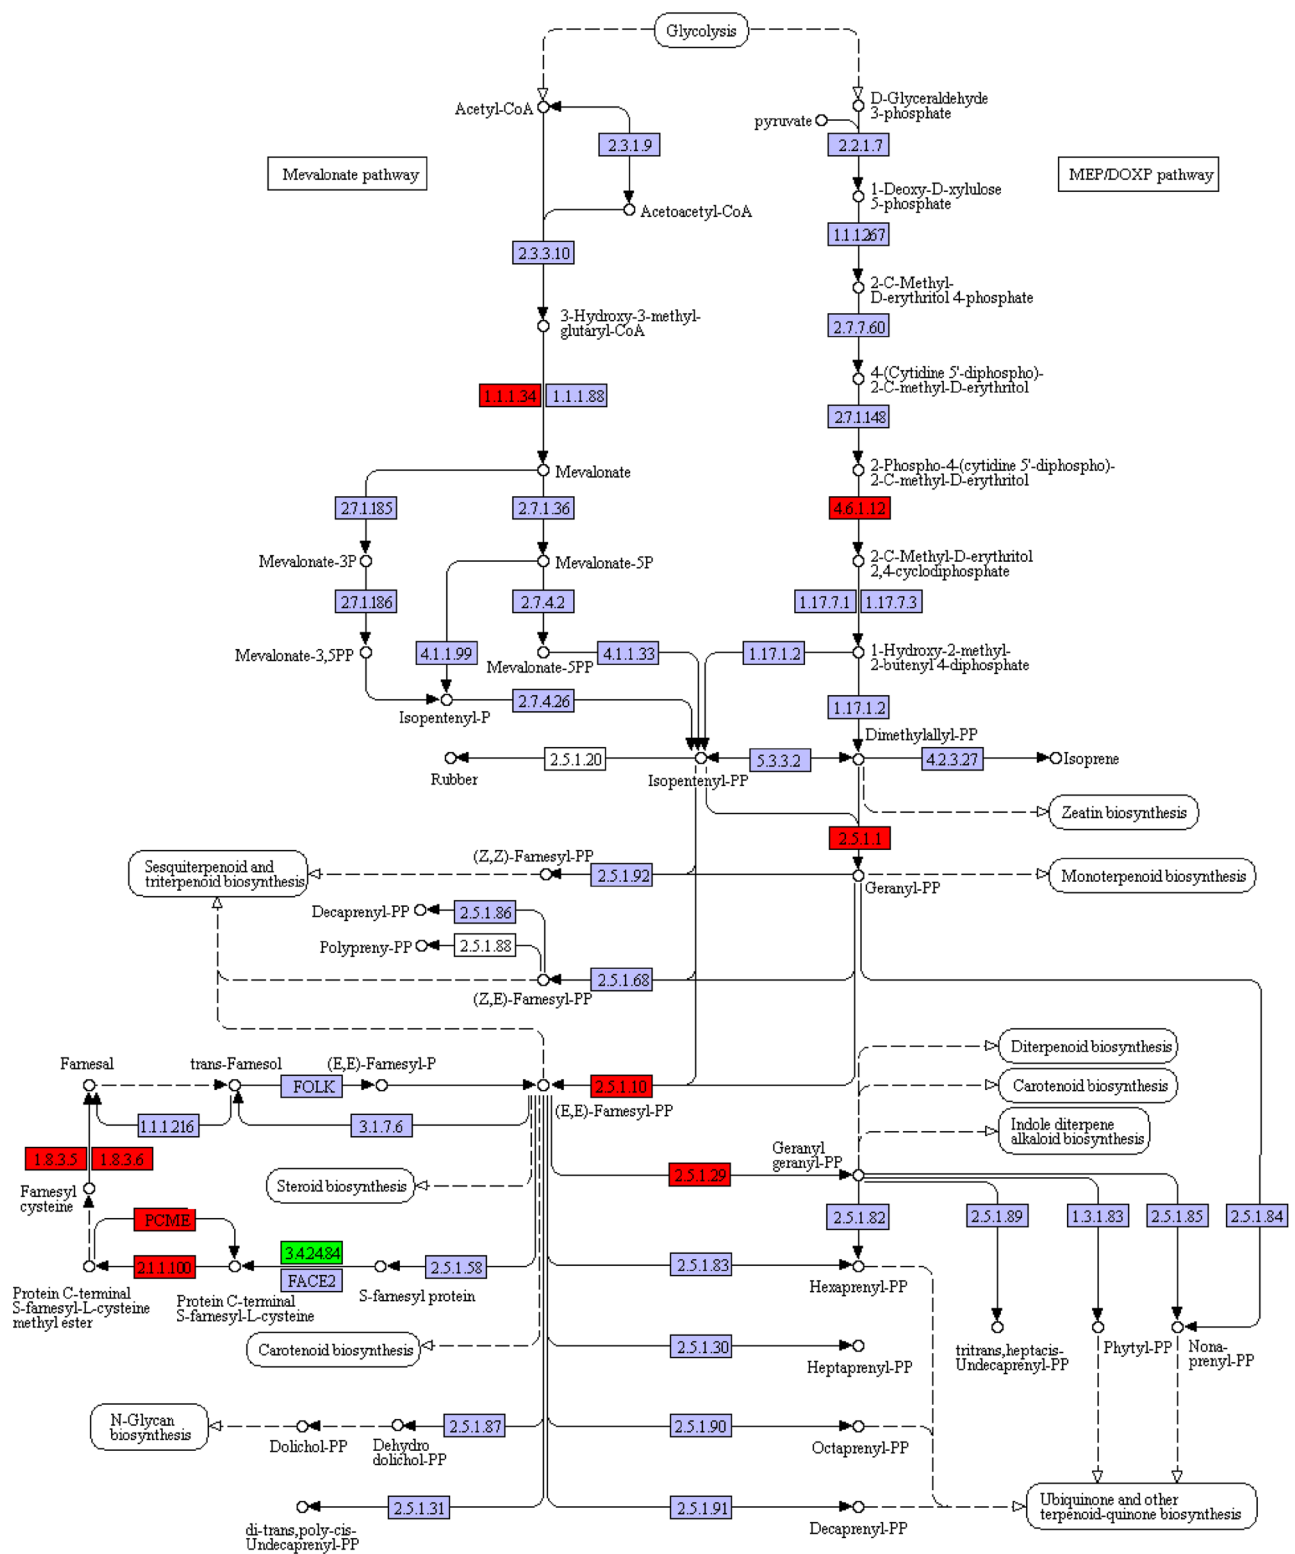 Glycolysis
Acetyl-CoA
D-Glyceraldehyde
3-phosphate
pyruvate
2.3.1.9
2.2.1.7
Mevalonate pathway
MEP/DOXP pathway
1-Deoxy-D-xylulose
5-phosphate
Acetoacetyl-CoA
1.1.1.267
2.3.3.10
2-C-Methyl-
D-erythritol 4-phosphate
3-Hydroxy-3-methyl-
glutaryl-CoA
2.7.7.60
4-(Cytidine 5'-diphospho)-
2-C-methyl-D-erythritol
1.1.1.34
1.1.1.88
2.7.1.148
Mevalonate
2-Phospho-4-(cytidine 5'-diphospho)-
2-C-methyl-D-erythritol
2.7.1.185
2.7.1.36
4.6.1.12
Mevalonate-3P
Mevalonate-5P
2-C-Methyl-D-erythritol
2,4-cyclodiphosphate
2.7.1.186
2.7.4.2
1.17.7.1
1.17.7.3
Mevalonate-3,5PP
4.1.1.99
Mevalonate-5PP
4.1.1.33
1.17.1.2
1-Hydroxy-2-methyl-
2-butenyl 4-diphosphate
2.7.4.26
1.17.1.2
Isopentenyl-P
Dimethylallyl-PP
Rubber
2.5.1.20
Isopentenyl-PP
5.3.3.2
4.2.3.27
Isoprene
Zeatin biosynthesis
2.5.1.1
(Z,Z)-Farnesyl-PP
Sesquiterpenoid and
triterpenoid biosynthesis
2.5.1.92
Geranyl-PP
Monoterpenoid biosynthesis
Decaprenyl-PP
2.5.1.86
Polypreny-PP
2.5.1.88
2.5.1.68
(Z,E)-Farnesyl-PP
Diterpenoid biosynthesis
Farnesal
trans-Farnesol
(E,E)-Farnesyl-P
FOLK
2.5.1.10
Carotenoid biosynthesis
(E,E)-Farnesyl-PP
1.1.1.216
3.1.7.6
Indole diterpene
alkaloid biosynthesis
1.8.3.5
1.8.3.6
Geranyl
geranyl-PP
2.5.1.29
Farnesyl
cysteine
Steroid biosynthesis
PCME
2.5.1.82
2.5.1.89
1.3.1.83
2.5.1.85
2.5.1.84
3.4.24.84
2.1.1.100
FACE2
2.5.1.58
2.5.1.83
Protein C-terminal
S-farnesyl-L-cysteine
methyl ester
Protein C-terminal
S-farnesyl-L-cysteine
S-farnesyl protein
Hexaprenyl-PP
Carotenoid biosynthesis
2.5.1.30
Heptaprenyl-PP
tritrans,heptacis-
Undecaprenyl-PP
Phytyl-PP
Nona-
prenyl-PP
N-Glycan
biosynthesis
Dolichol-PP
Dehydro
dolichol-PP
2.5.1.87
2.5.1.90
Octaprenyl-PP
2.5.1.31
2.5.1.91
di-trans,poly-cis-
Undecaprenyl-PP
Decaprenyl-PP
Ubiquinone and other
terpenoid-quinone biosynthesis